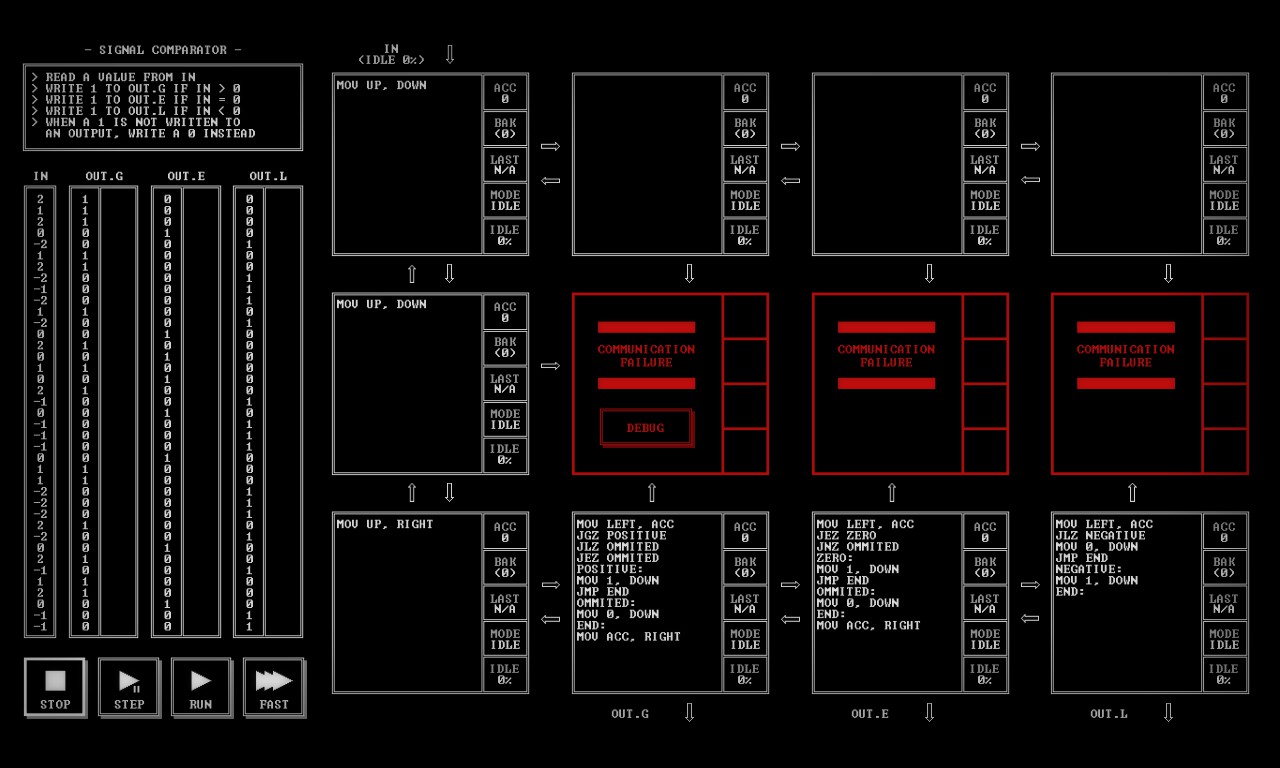 - SIGNAL COMPARATOR -
> READ A VALUE FROM IN
> WRITE 1 TO OUT.G IF IN > 0
> WRITE 1 TO OUT.E IF IN = 0
> WRITE 1 TO OUT.L IF IN < 0
> WHEN A 1 IS NOT WRITTEN TO
AN OUTPUT, WRITE A 0 INSTEAD
IN OUT.G OUT.E OUT.L
2 1 0 0
1 1 0 0
2 1 0 0
0 0 1 0
-2 0 0 1
1 1 0 0
2 1 0 0
-2 0 0 1
-1 0 0 1
-2 0 0 1
1 1 0 0
-2 0 0 1
0 0 1 0
2 1 0 0
0 0 1 0
1 1 0 0
0 0 1 0
2 1 0 0
-1 0 0 1
0 0 1 0
-1 0 0 1
-1 0 0 1
-1 0 0 1
0 0 1 0
1 1 0 0
1 1 0 0
-2 0 0 1
-2 0 0 1
-2 0 0 1
2 1 0 0
-2 0 0 1
0 0 1 0
2 1 0 0
-1 0 0 1
1 1 0 0
2 1 0 0
0 0 1 0
-1 0 0 1
-1 0 0 1
STOP
STEP
RUN
FAST
IN
(IDLE 0%)
MOV UP, DOWN
ACC
0
BAK
(0)
LAST
N/A
MODE
IDLE
IDLE
0%
ACC
0
BAK
(0)
LAST
N/A
MODE
IDLE
IDLE
0%
ACC
0
BAK
(0)
LAST
N/A
MODE
IDLE
IDLE
0%
ACC
0
BAK
(0)
LAST
N/A
MODE
IDLE
IDLE
0%
MOV UP, DOWN
ACC
0
BAK
(0)
LAST
N/A
MODE
IDLE
IDLE
0%
COMMUNICATION
FAILURE
DEBUG
COMMUNICATION
FAILURE
COMMUNICATION
FAILURE
MOV UP, RIGHT
ACC
0
BAK
(0)
LAST
N/A
MODE
IDLE
IDLE
0%
MOV LEFT, ACC
JGZ POSITIVE
JLZ OMMITED
JEZ OMMITED
POSITIVE:
MOV 1, DOWN
JMP END
OMMITED:
MOV 0, DOWN
END:
MOV ACC, RIGHT
ACC
0
BAK
(0)
LAST
N/A
MODE
IDLE
IDLE
0%
MOV LEFT, ACC
JEZ ZERO
JNZ OMMITED
ZERO:
MOV 1, DOWN
JMP END
OMMITED:
MOV 0, DOWN
END:
MOV ACC, RIGHT
ACC
0
BAK
(0)
LAST
N/A
MODE
IDLE
IDLE
0%
MOV LEFT, ACC
JLZ NEGATIVE
MOV 0, DOWN
JMP END
NEGATIVE:
MOV 1, DOWN
END:
ACC
0
BAK
(0)
LAST
N/A
MODE
IDLE
IDLE
0%
OUT.G
OUT.E
OUT.L